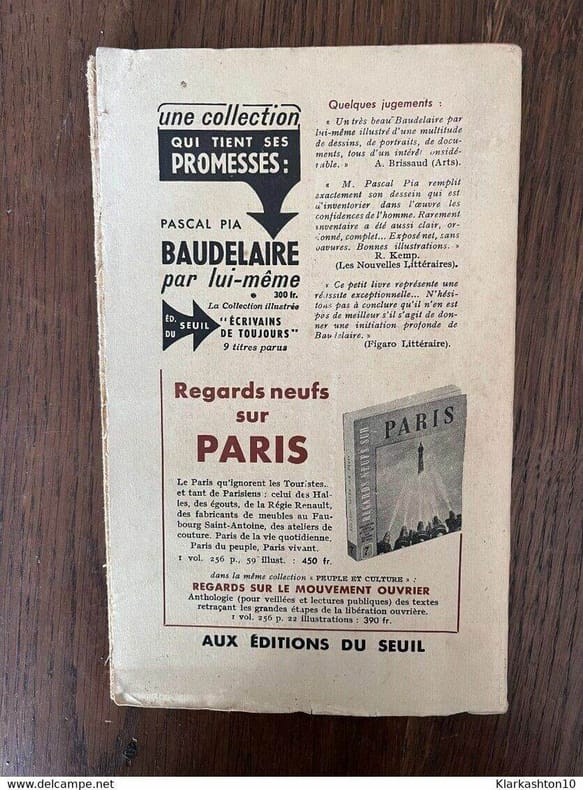 une collection
QUI TIENT SES
PROMESSES :
PASCAL PIA
BAUDELAIRE
par lui-même
300 fr.
La Collection illustrée
ÉD. DU SEUIL
"ÉCRIVAINS
DE TOUJOURS"
9 titres parus
Quelques jugements :
« Un très beau Baudelaire par
lui-même illustré d'une multitude
de dessins, de portraits, de do-
cuments, tous d'un intérêt considé-
rable. » A. Brissaud (Arts).
« M. Pascal Pia remplit
exactement son dessein qui est
d'inventorier dans l'œuvre les
confidences de l'homme. Rarement
inventaire a été aussi clair, or-
donné, complet... Exposé net, sans
bavures. Bonnes illustrations. »
R. Kemp.
(Les Nouvelles Littéraires).
« Ce petit livre représente une
réussite exceptionnelle... N'hési-
tons pas à conclure qu'il n'en est
pas de meilleur s'il s'agit de don-
ner une initiation profonde de
Baudelaire. »
(Figaro Littéraire).
Regards neufs
sur
PARIS
Le Paris qu'ignorent les Touristes..
et tant de Parisiens : celui des Hal-
les, des égouts, de la Régie Renault,
des fabricants de meubles au Fau-
bourg Saint-Antoine, des ateliers de
couture. Paris de la vie quotidienne.
Paris du peuple, Paris vivant.
1 vol. 256 p., 59 illust. : 450 fr.
REGARDS NEUFS SUR
PARIS
7
dans la même collection « PEUPLE ET CULTURE » :
REGARDS SUR LE MOUVEMENT OUVRIER
Anthologie (pour veillées et lectures publiques) des textes
retraçant les grandes étapes de la libération ouvrière.
1 vol. 256 p. 22 illustrations : 390 fr.
AUX ÉDITIONS DU SEUIL
www.delcampe.net
Klarkashton10